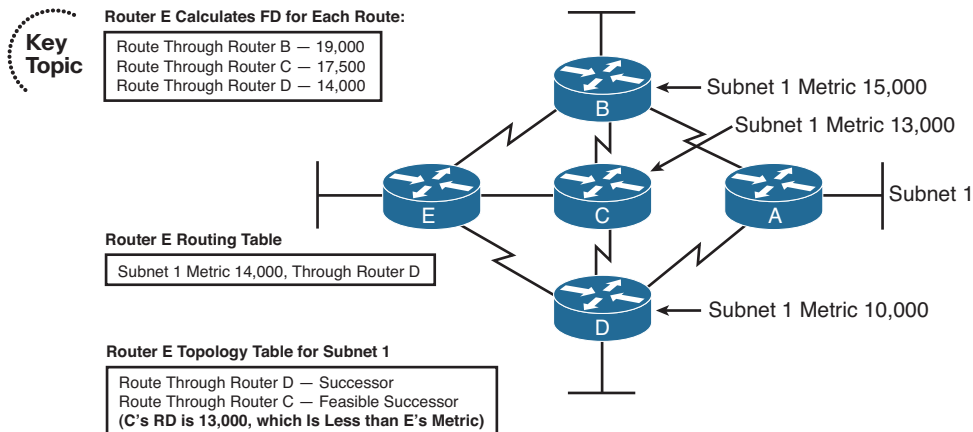 Key
Topic
Router E Calculates FD for Each Route:
Route Through Router B — 19,000
Route Through Router C — 17,500
Route Through Router D — 14,000
B
Subnet 1 Metric 15,000
Subnet 1 Metric 13,000
E
C
A
Subnet 1
Router E Routing Table
Subnet 1 Metric 14,000, Through Router D
D
Subnet 1 Metric 10,000
Router E Topology Table for Subnet 1
Route Through Router D — Successor
Route Through Router C — Feasible Successor
(C's RD is 13,000, which Is Less than E's Metric)